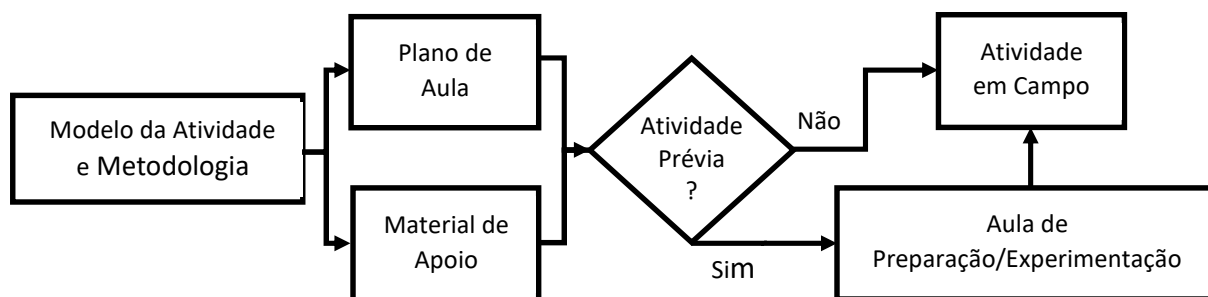 Modelo da Atividade
e Metodologia
Plano de
Aula
Material de
Apoio
Atividade
Prévia
?
Não
Sim
Atividade
em Campo
Aula de
Preparação/Experimentação